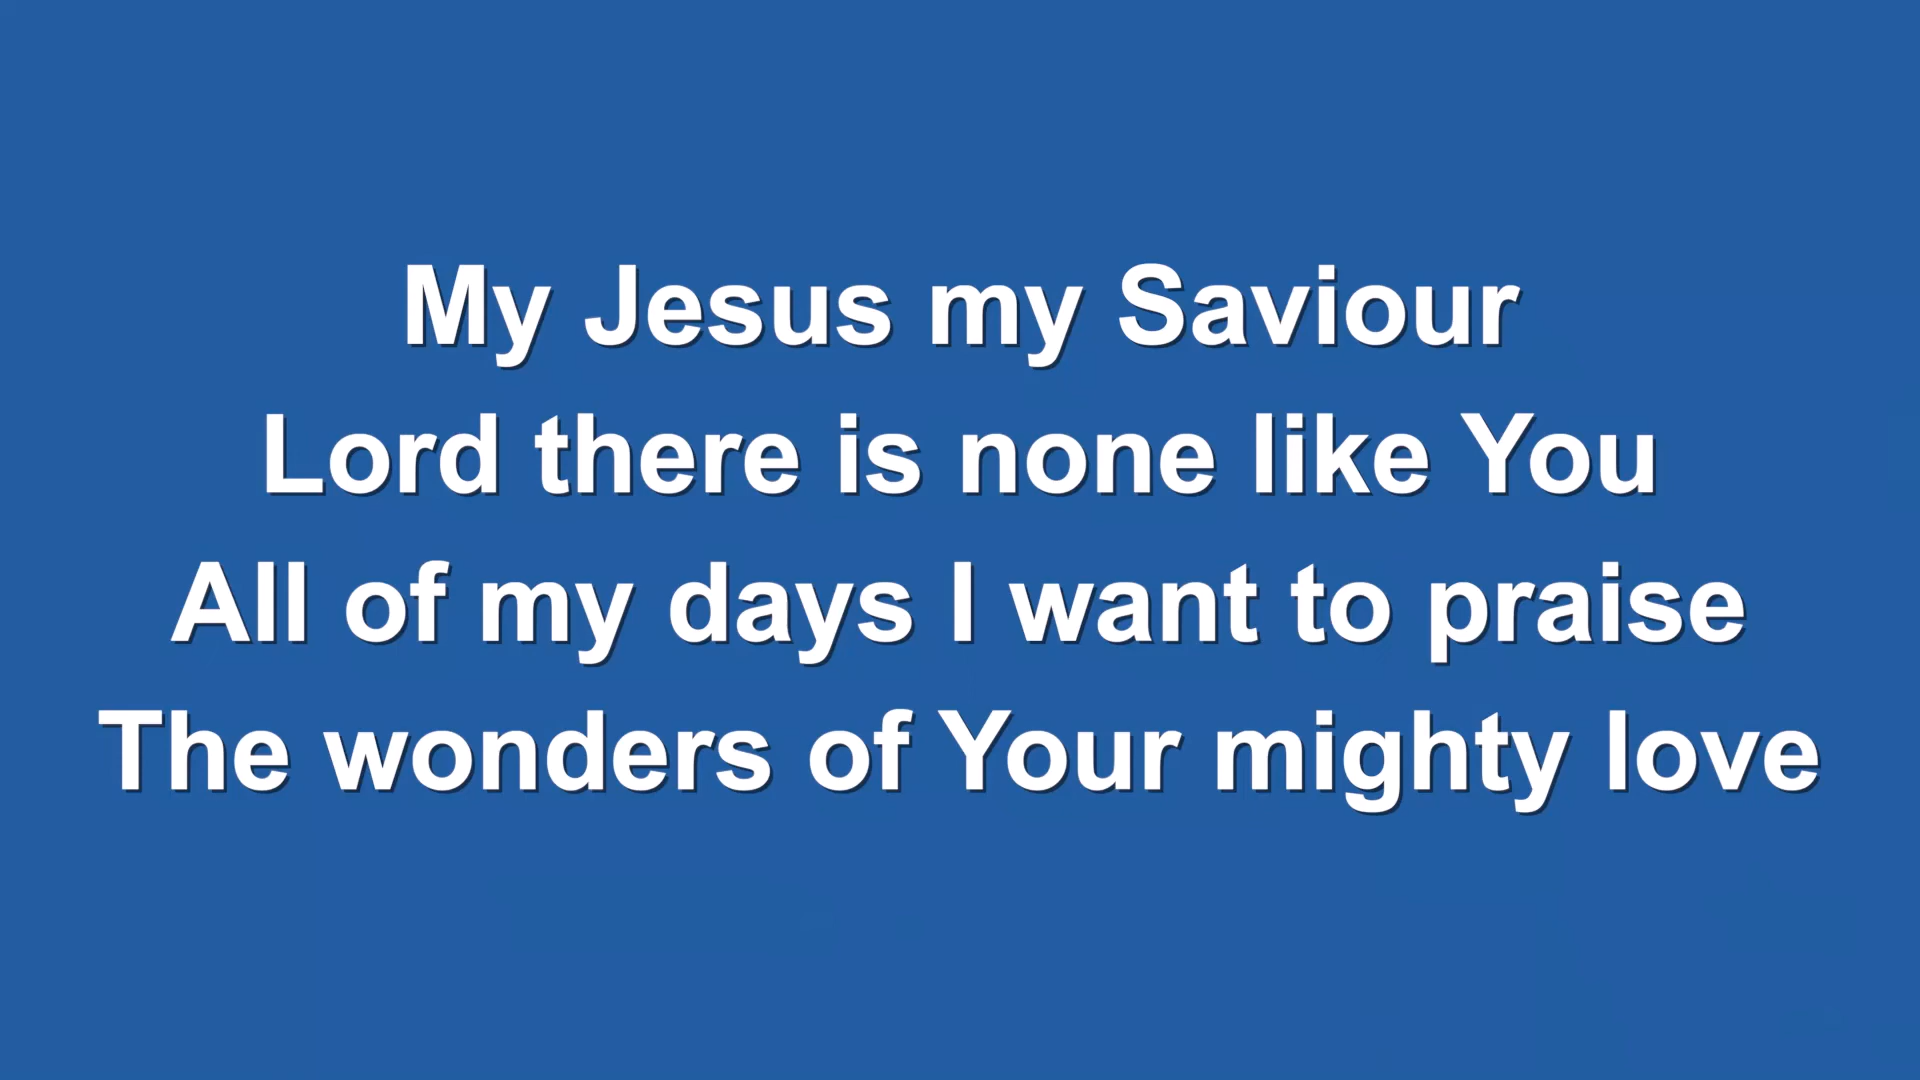 My Jesus my Saviour
Lord there is none like You
All of my days I want to praise
The wonders of Your mighty love